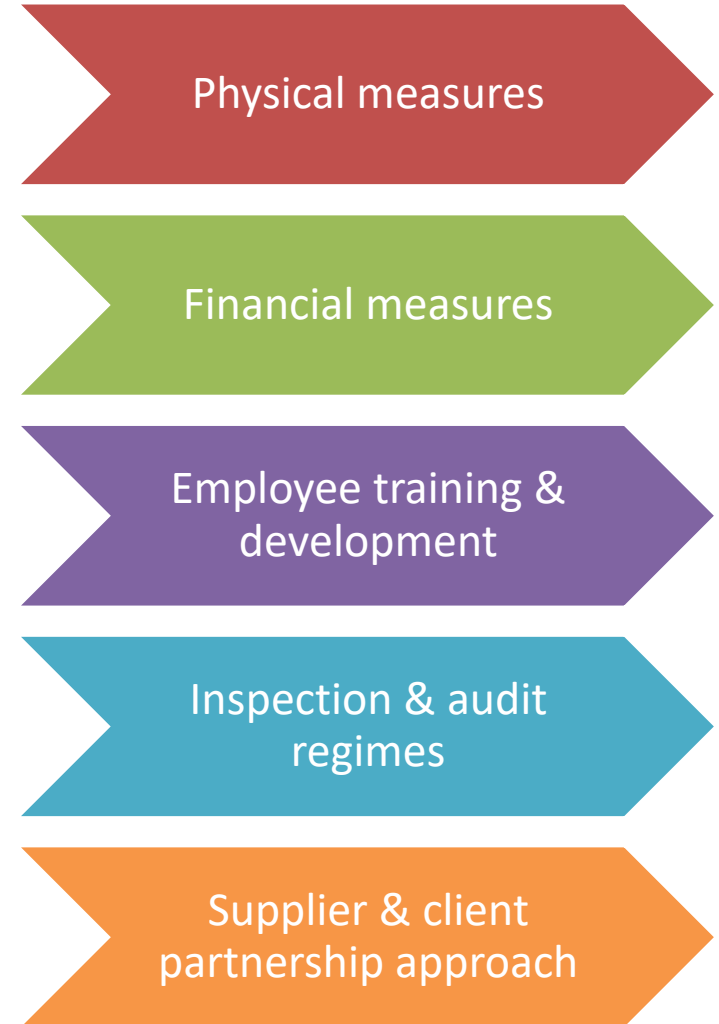 Physical measures
Financial measures
Employee training &
development
Inspection & audit
regimes
Supplier & client
partnership approach